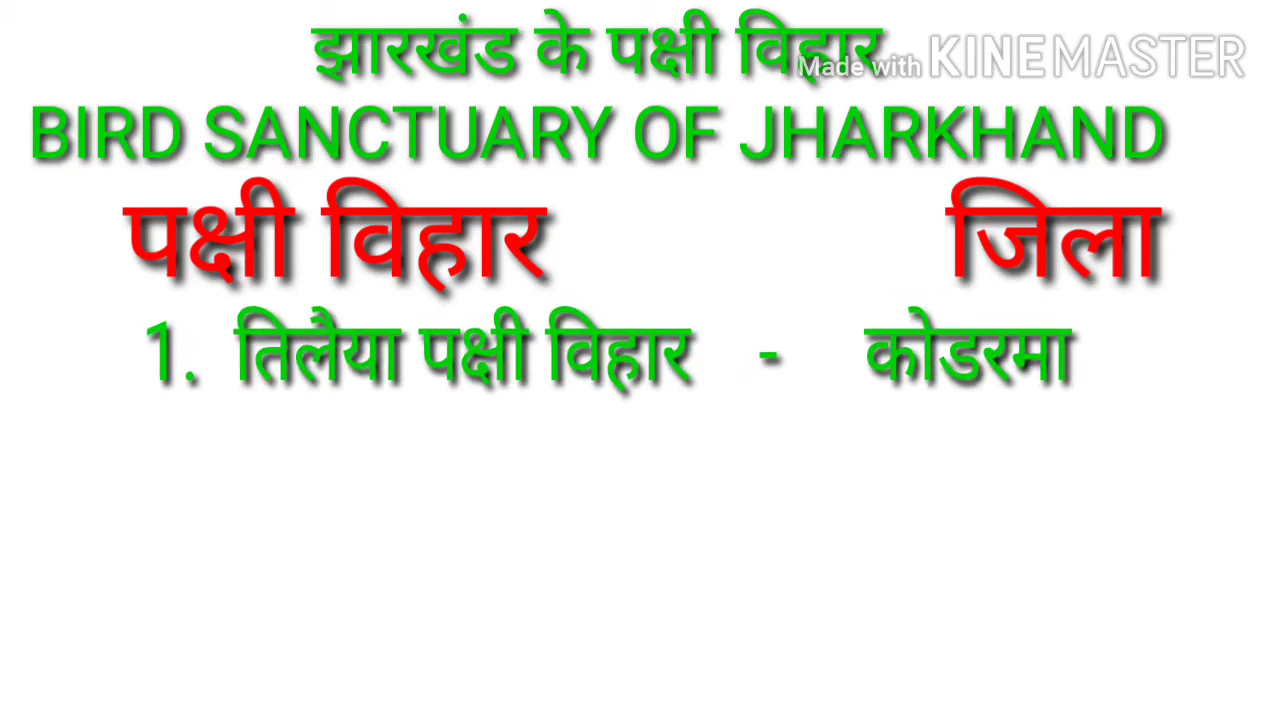 झारखंड के पक्षी विहार
Made with KINEMASTER
BIRD SANCTUARY OF JHARKHAND
पक्षी विहार जिला
1. तिलैया पक्षी विहार - कोडरमा